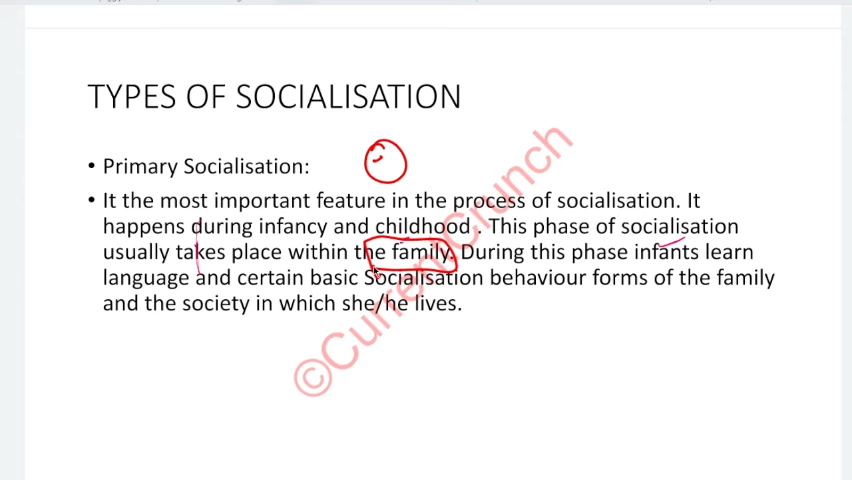 TYPES OF SOCIALISATION
• Primary Socialisation:
• It the most important feature in the process of socialisation. It
happens during infancy and childhood . This phase of socialisation
usually takes place within the family. During this phase infants learn
language and certain basic Socialisation behaviour forms of the family
and the society in which she/he lives.
©CurrentCrunch